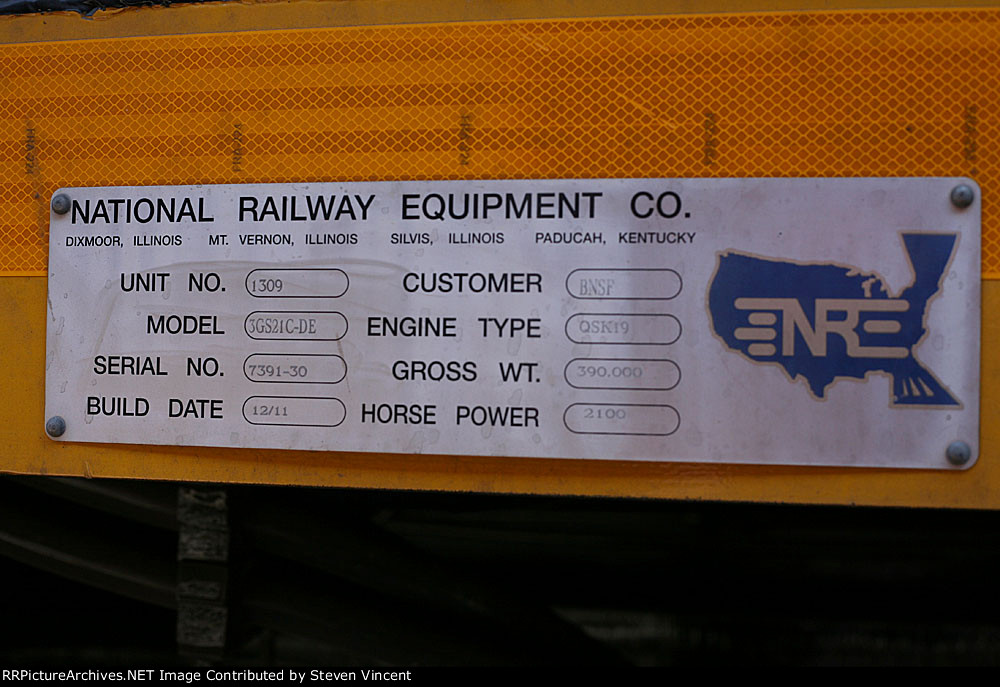 NATIONAL RAILWAY EQUIPMENT CO.
DIXMOOR, ILLINOIS MT. VERNON, ILLINOIS SILVIS, ILLINOIS PADUCAH, KENTUCKY
UNIT NO. 1309 CUSTOMER BNSF
MODEL 3GS21C-DE ENGINE TYPE QSK19
SERIAL NO. 7391-30 GROSS WT. 390.000
BUILD DATE 12/11 HORSE POWER 2100
NRE
RRPictureArchives.NET Image Contributed by Steven Vincent